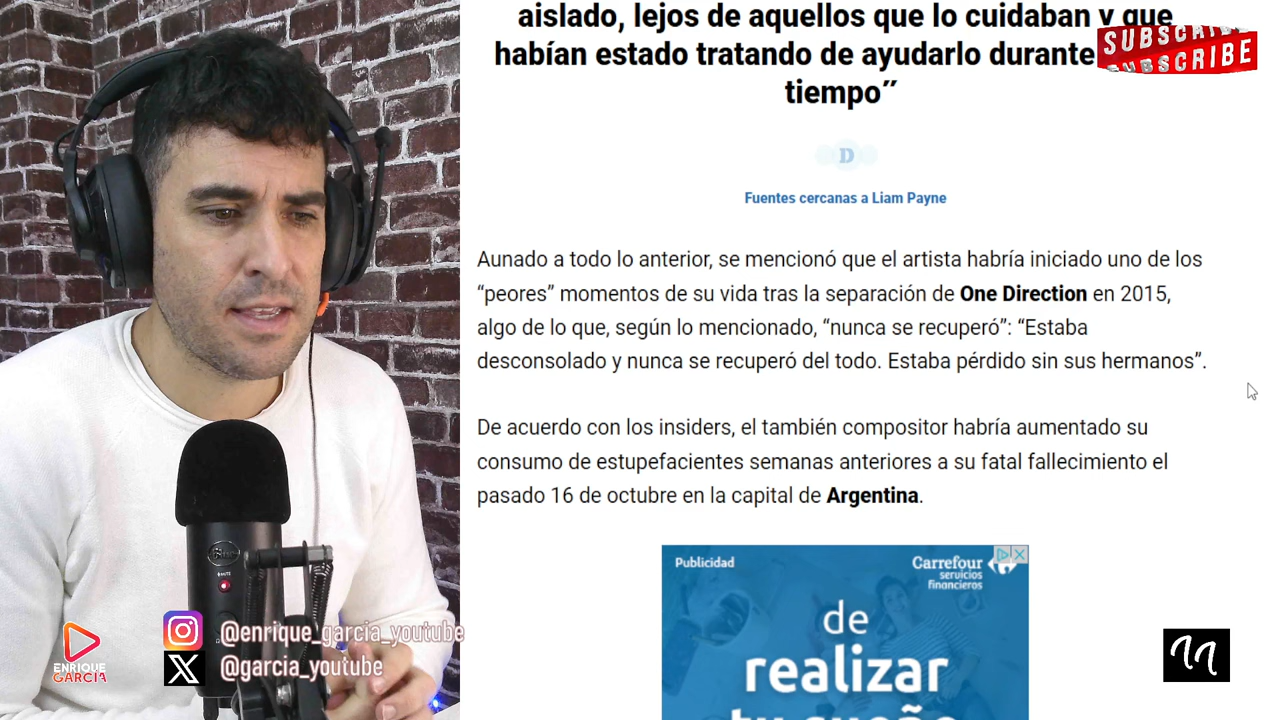 aislado, lejos de aquellos que lo cuidaban y que
habían estado tratando de ayudarlo durante
tiempo”
SUBSCRIBE
SUBSCRIBE
D
Fuentes cercanas a Liam Payne
Aunado a todo lo anterior, se mencionó que el artista habría iniciado uno de los
“peores” momentos de su vida tras la separación de One Direction en 2015,
algo de lo que, según lo mencionado, “nunca se recuperó”: “Estaba
desconsolado y nunca se recuperó del todo. Estaba pérdido sin sus hermanos”.
De acuerdo con los insiders, el también compositor habría aumentado su
consumo de estupefacientes semanas anteriores a su fatal fallecimiento el
pasado 16 de octubre en la capital de Argentina.
Publicidad
Carrefour
servicios
financieros
de
realizar
tu sueño
@enrique_garcia_youtube
@garcia_youtube
ENRIQUE
GARCIA